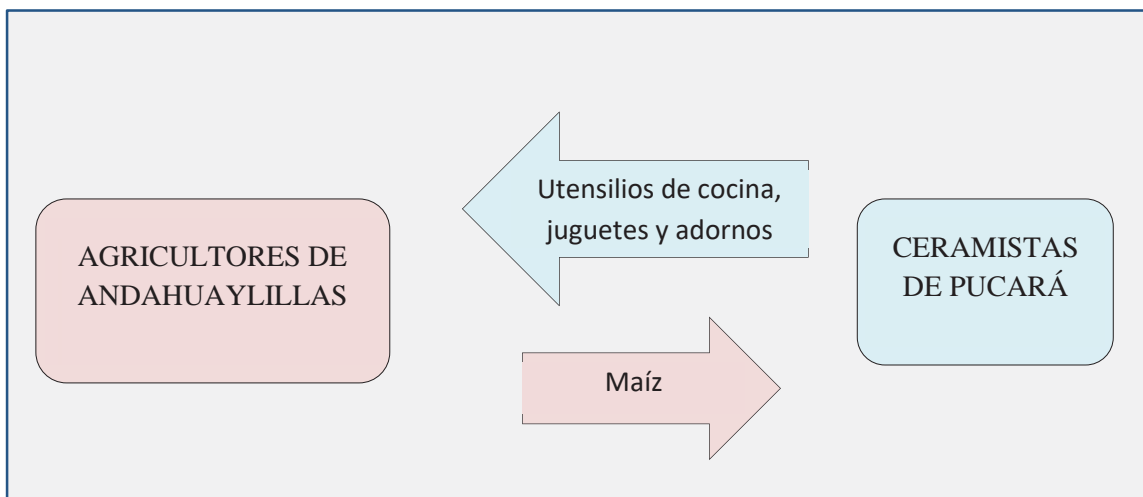 AGRICULTORES DE
ANDAHUAYLILLAS
Utensilios de cocina,
juguetes y adornos
Maíz
CERAMISTAS
DE PUCARÁ